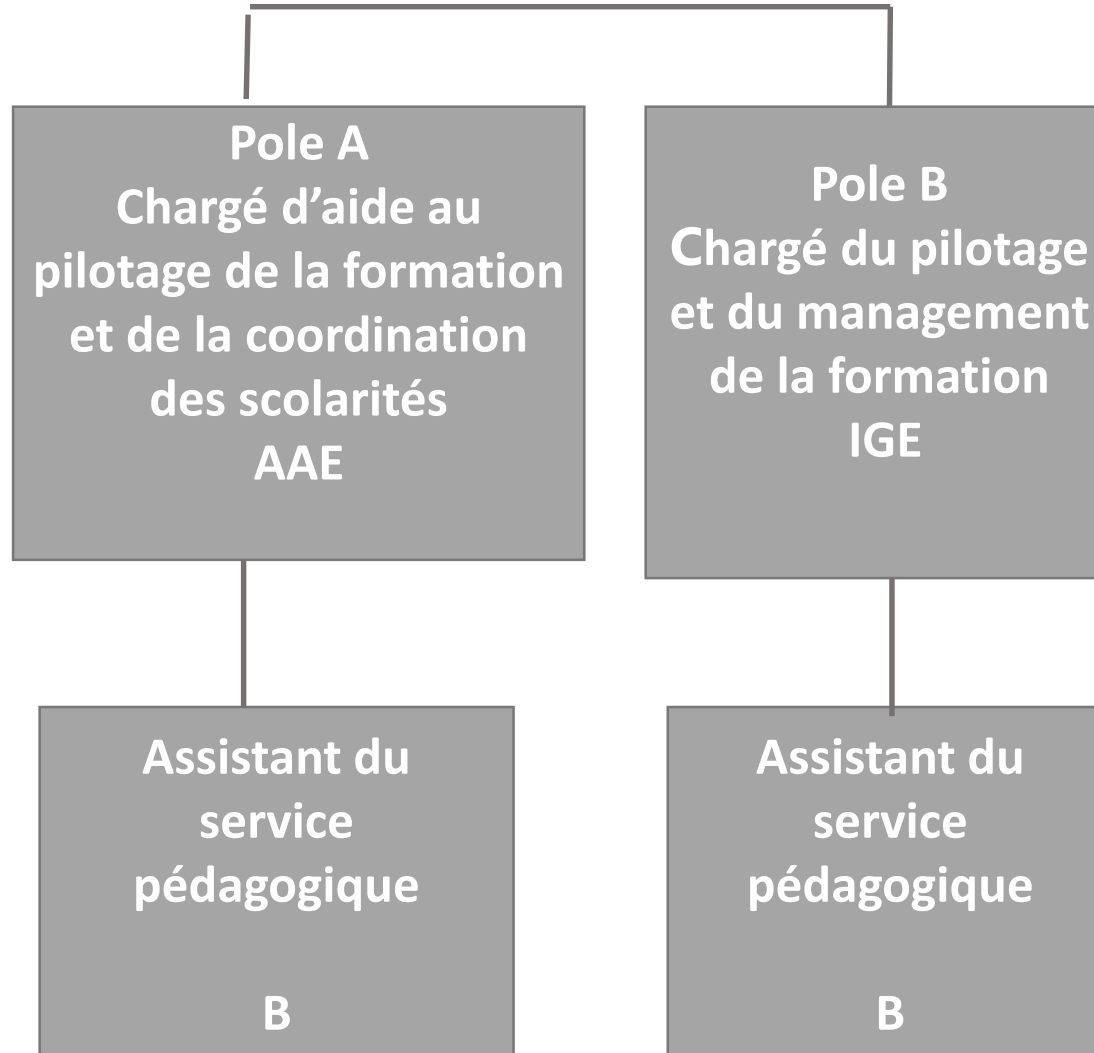 Pole A
Chargé d’aide au
pilotage de la formation
et de la coordination
des scolarités
AAE
Pole B
Chargé du pilotage
et du management
de la formation
IGE
Assistant du
service
pédagogique
B
Assistant du
service
pédagogique
B